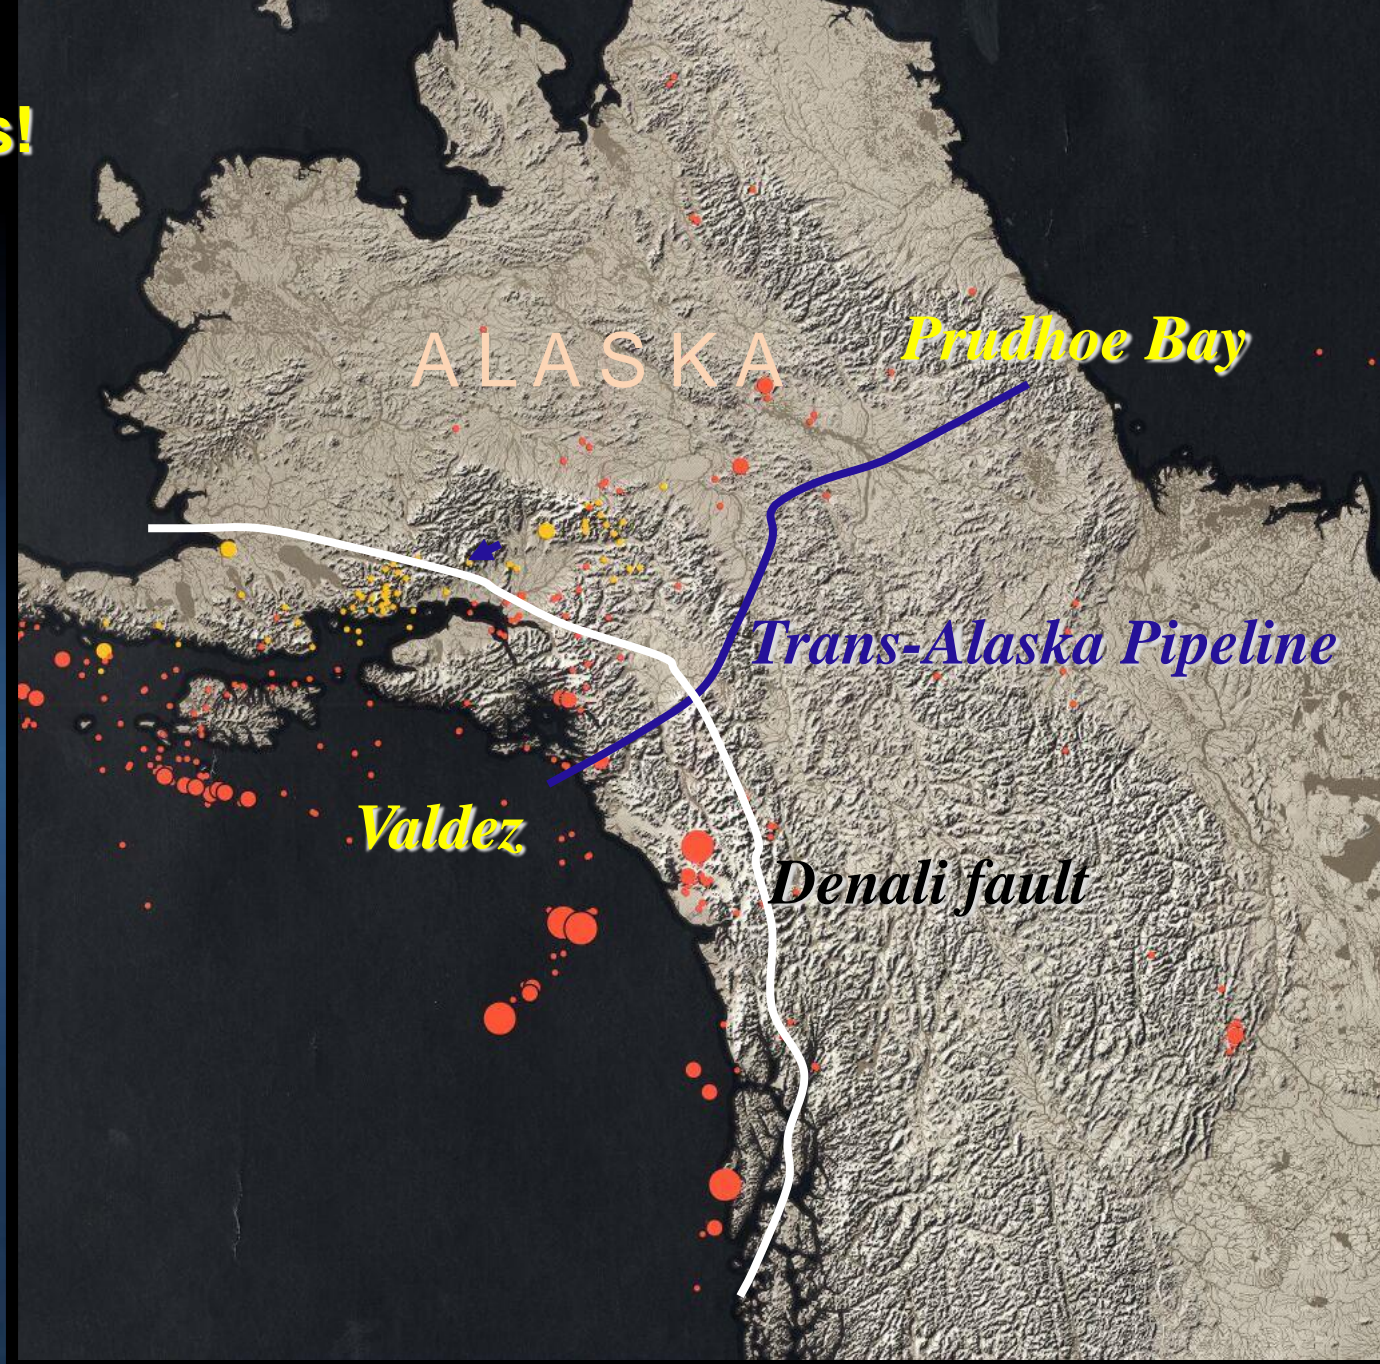 s!
Prudhoe Bay
ALASKA
Trans-Alaska Pipeline
Valdez
Denali fault